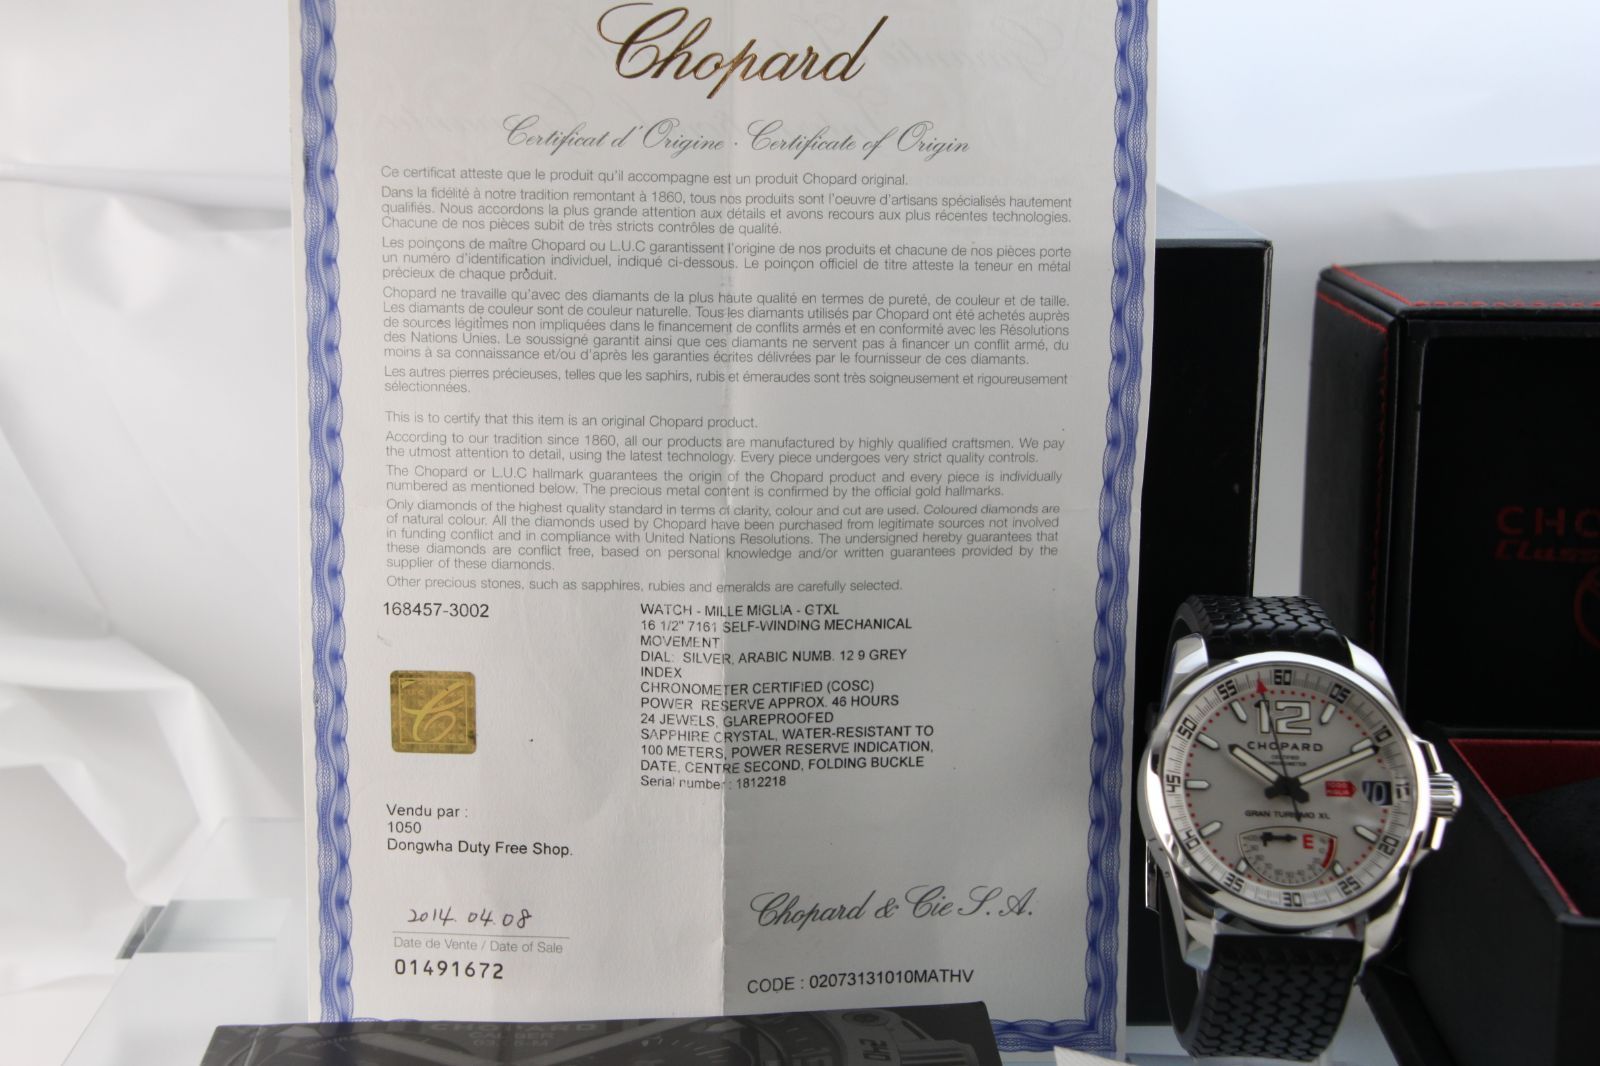 Chopard
Certificat d'Origine · Certificate of Origin
Ce certificat atteste que le produit qu'il accompagne est un produit Chopard original.
Dans la fidélité à notre tradition remontant à 1860, tous nos produits sont l'oeuvre d'artisans spécialisés hautement
qualifiés. Nous accordons la plus grande attention aux détails et avons recours aux plus récentes technologies.
Chacune de nos pièces subit de très stricts contrôles de qualité.
Les poinçons de maître Chopard ou L.U.C garantissent l'origine de nos produits et chacune de nos pièces porte
un numéro d'identification individuel, indiqué ci-dessous. Le poinçon officiel de titre atteste la teneur en métal
précieux de chaque produit.
Chopard ne travaille qu'avec des diamants de la plus haute qualité en termes de pureté, de couleur et de taille.
Les diamants de couleur sont de couleur naturelle. Tous les diamants utilisés par Chopard ont été achetés auprès
de sources légitimes non impliquées dans le financement de conflits armés et en conformité avec les Résolutions
des Nations Unies. Le soussigné garantit ainsi que ces diamants ne servent pas à financer un conflit armé, du
moins à sa connaissance et/ou d'après les garanties écrites délivrées par le fournisseur de ces diamants.
Les autres pierres précieuses, telles que les saphirs, rubis et émeraudes sont très soigneusement et rigoureusement
sélectionnées.
This is to certify that this item is an original Chopard product.
According to our tradition since 1860, all our products are manufactured by highly qualified craftsmen. We pay
the utmost attention to detail, using the latest technology. Every piece undergoes very strict quality controls.
The Chopard or L.U.C hallmark guarantees the origin of the Chopard product and every piece is individually
numbered as mentioned below. The precious metal content is confirmed by the official gold hallmarks.
Only diamonds of the highest quality standard in terms of clarity, colour and cut are used. Coloured diamonds are
of natural colour. All the diamonds used by Chopard have been purchased from legitimate sources not involved
in funding conflict and in compliance with United Nations Resolutions. The undersigned hereby guarantees that
these diamonds are conflict free, based on personal knowledge and/or written guarantees provided by the
supplier of these diamonds.
Other precious stones, such as sapphires, rubies and emeralds are carefully selected.
168457-3002
WATCH - MILLE MIGLIA - GTXL
16 1/2" 7161 SELF-WINDING MECHANICAL
MOVEMENT
DIAL: SILVER, ARABIC NUMB. 12 9 GREY
INDEX
CHRONOMETER CERTIFIED (COSC)
POWER RESERVE APPROX. 46 HOURS
24 JEWELS, GLAREPROOFED
SAPPHIRE CRYSTAL, WATER-RESISTANT TO
100 METERS, POWER RESERVE INDICATION,
DATE, CENTRE SECOND, FOLDING BUCKLE
Serial number : 1812218
Vendu par :
1050
Dongwha Duty Free Shop.
2014.04.08
Date de Vente / Date of Sale
01491672
Chopard & Cie S.A.
CODE : 02073131010MATHV
60
55
05
50
10
45
40
20
35
25
30
12
CHOPARD
CERTIFIED
CHRONOMETER
10
GRAN TURISMO XL
E
CHOPARD